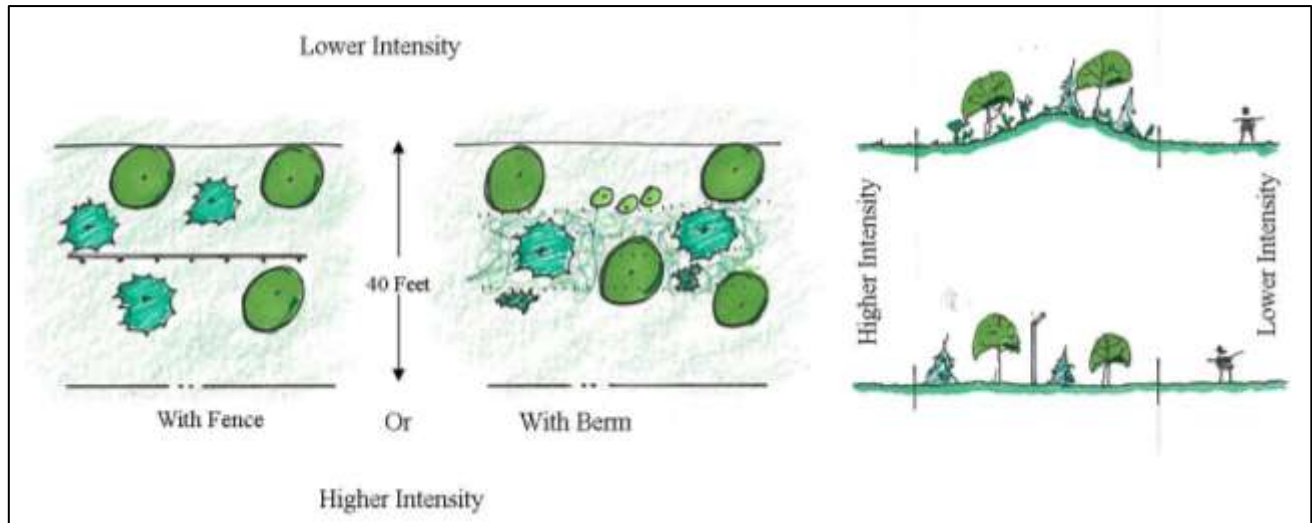 Lower Intensity
40 Feet
With Fence
Or
With Berm
Higher Intensity
Higher Intensity
Lower Intensity